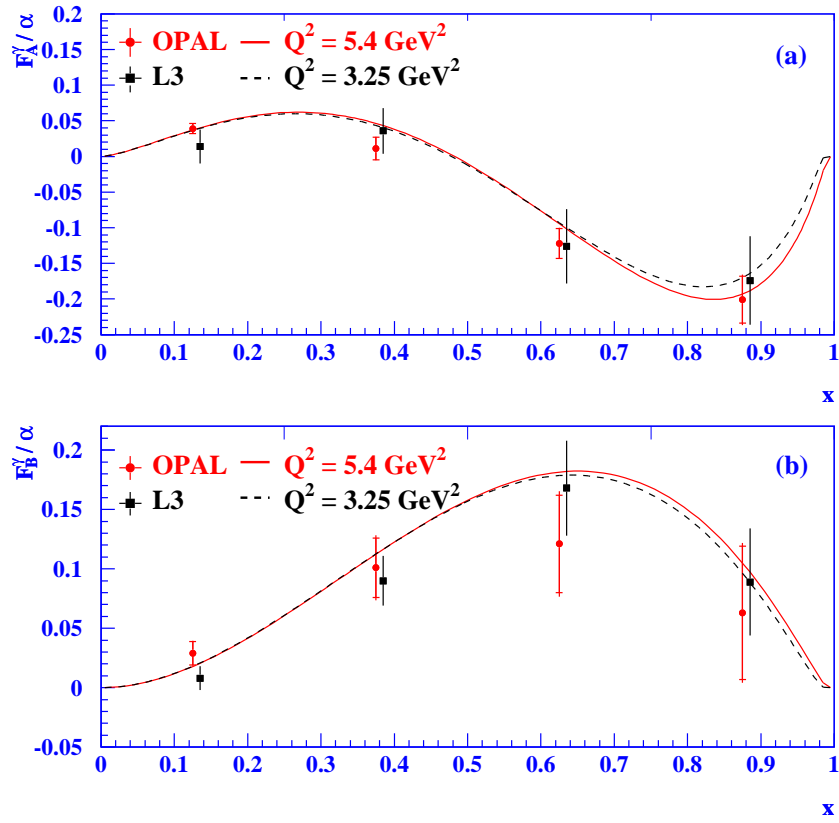 0.2
0.15
0.1
0.05
0
-0.05
-0.1
-0.15
-0.2
-0.25
F_A^γ / α
OPAL Q² = 5.4 GeV²
L3 Q² = 3.25 GeV²
(a)
0 0.1 0.2 0.3 0.4 0.5 0.6 0.7 0.8 0.9 1
x
0.2
0.15
0.1
0.05
0
-0.05
F_B^γ / α
OPAL Q² = 5.4 GeV²
L3 Q² = 3.25 GeV²
(b)
0 0.1 0.2 0.3 0.4 0.5 0.6 0.7 0.8 0.9 1
x